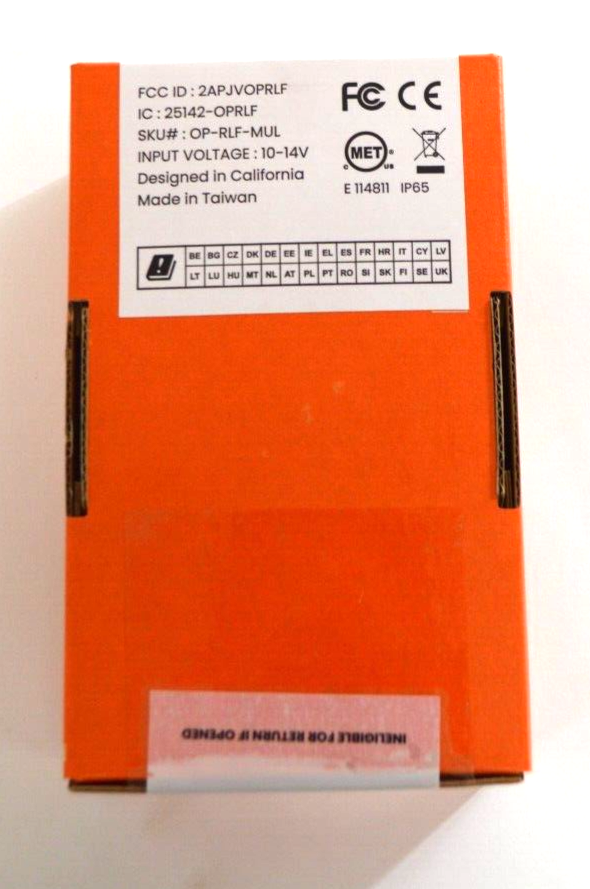 FCC ID : 2APJVOPRLF
IC : 25142-OPRLF
SKU# : OP-RLF-MUL
INPUT VOLTAGE : 10-14V
Designed in California
Made in Taiwan
FC CE
c MET c us
E 114811 IP65
BE BG CZ DK DE EE IE EL ES FR HR IT CY LV
LT LU HU MT NL AT PL PT RO SI SK FI SE UK
INELIGIBLE FOR RETURN IF OPENED